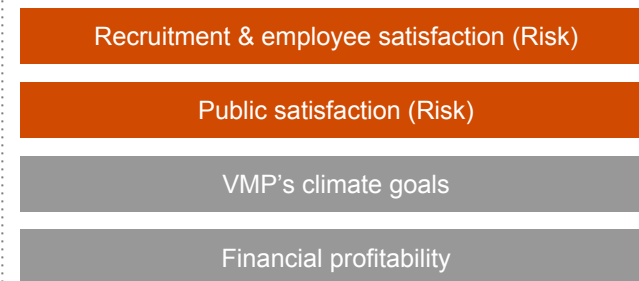 Recruitment & employee satisfaction (Risk)
Public satisfaction (Risk)
VMP’s climate goals
Financial profitability